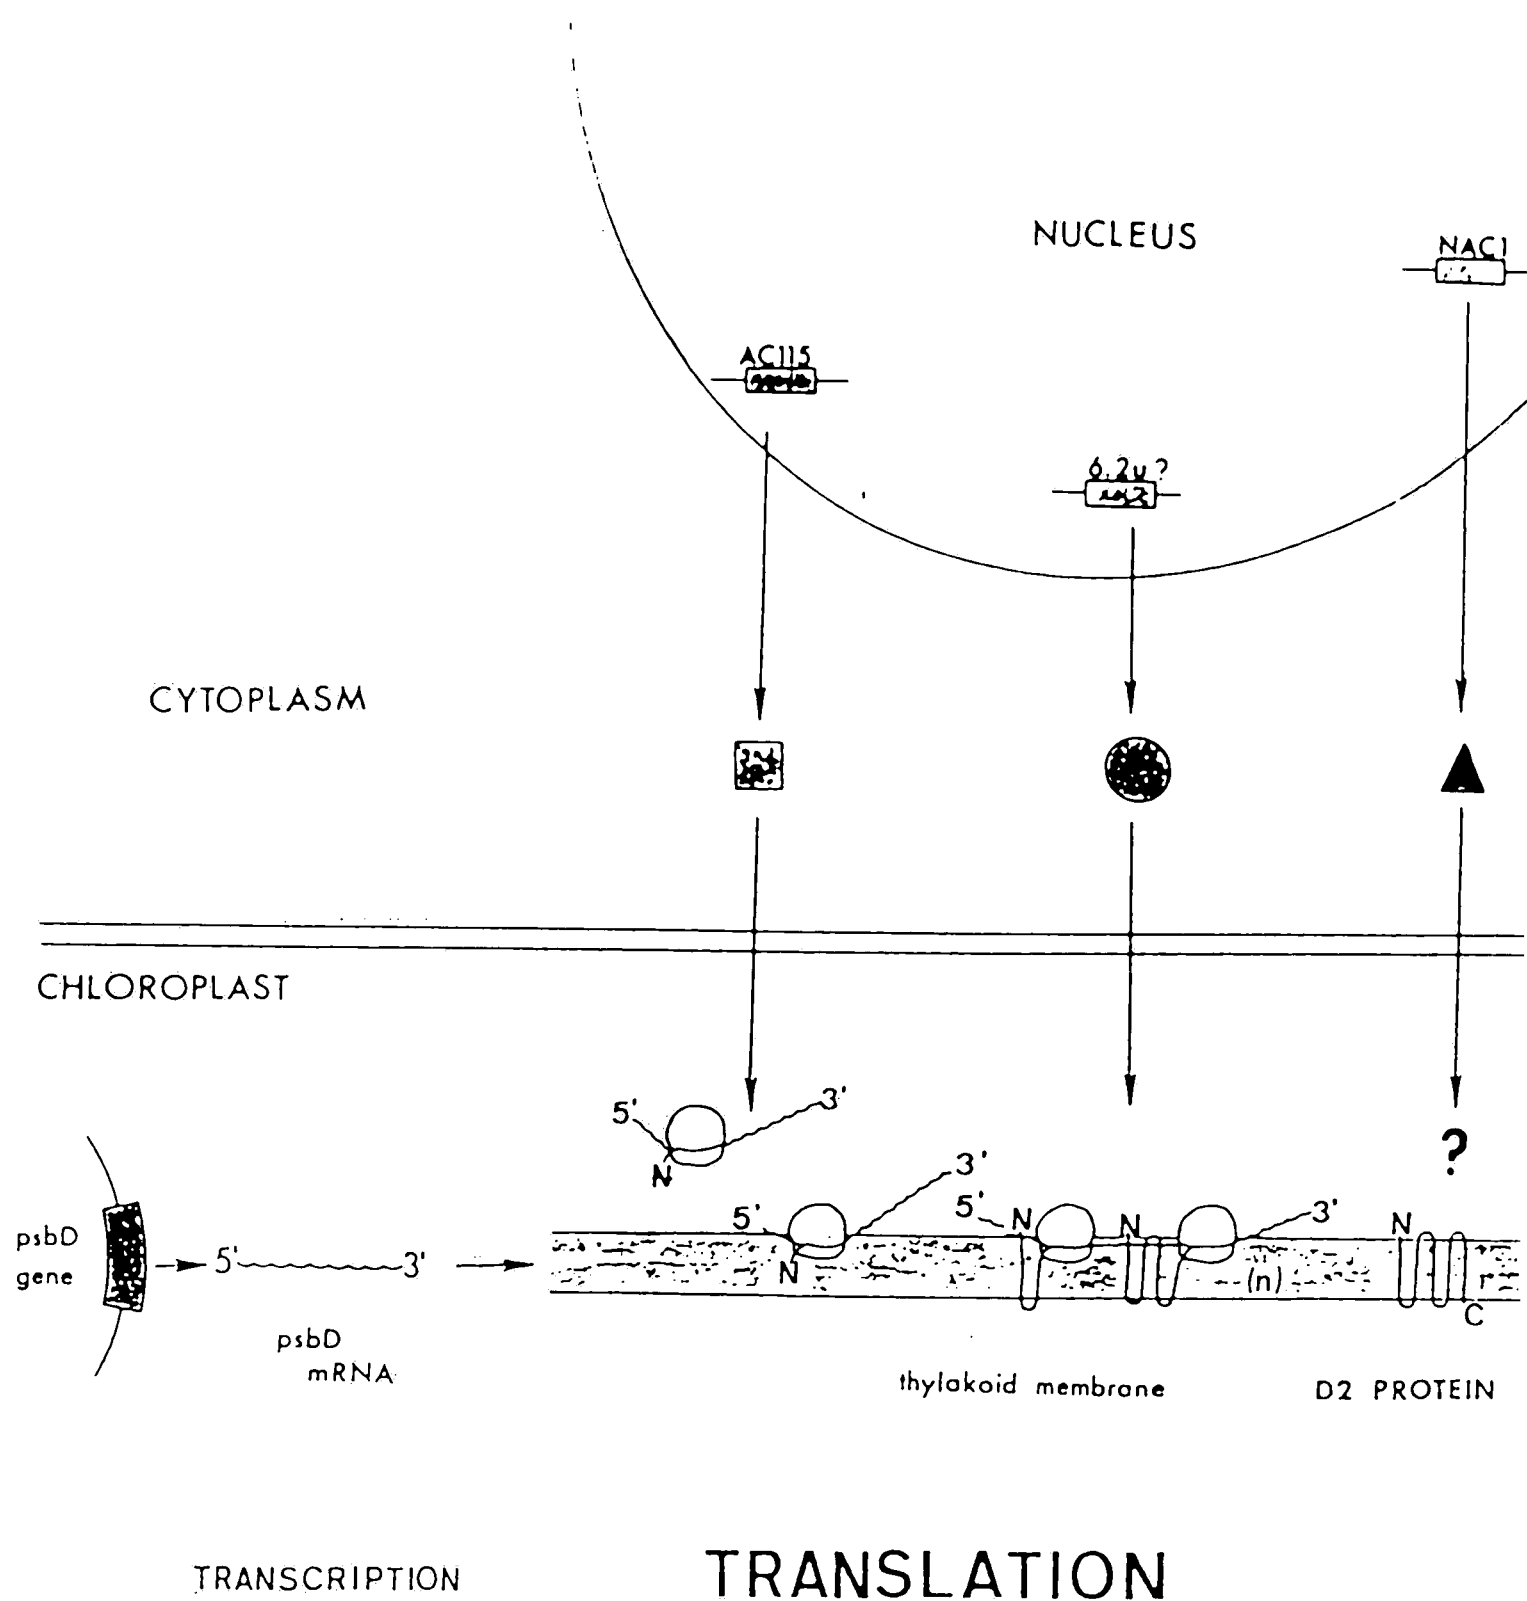 NUCLEUS
NAC1
AC115
6.2u?
CYTOPLASM
CHLOROPLAST
5' 3'
N
?
3'
5'
N
5' N N 3'
N
psbD
gene
5' 3'
(n)
C
psbD
mRNA
thylakoid membrane
D2 PROTEIN
TRANSCRIPTION
TRANSLATION